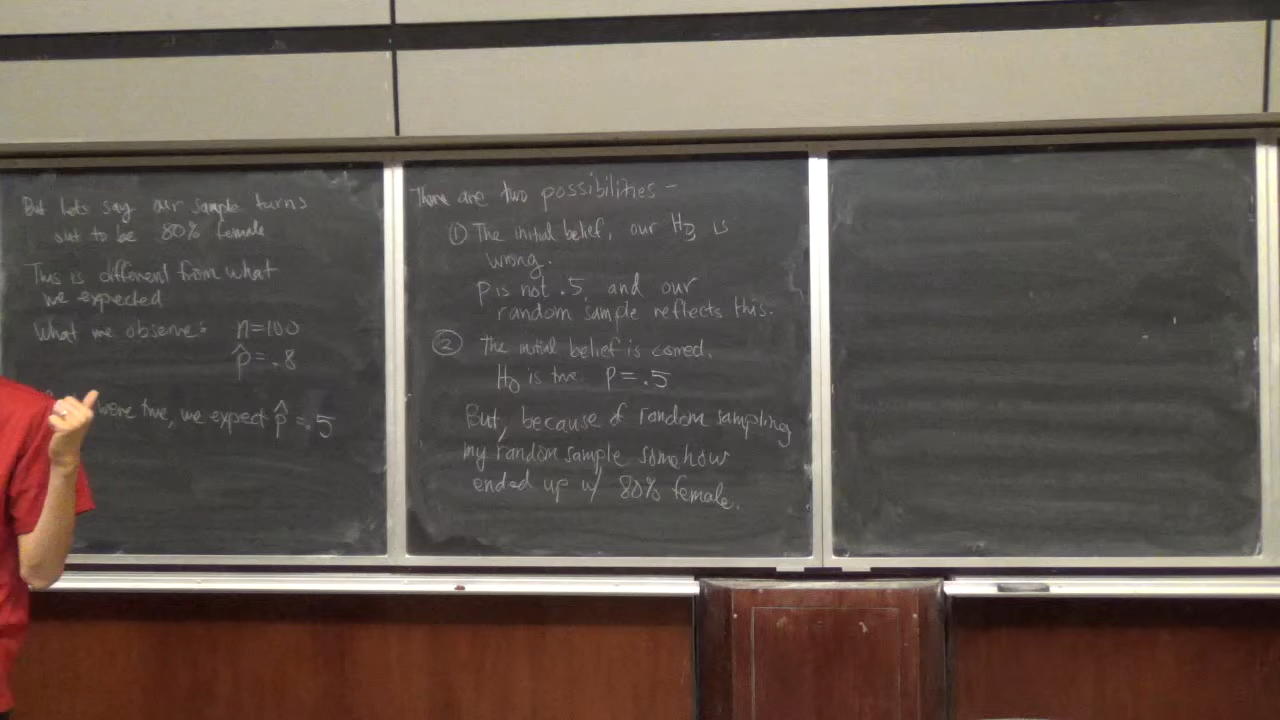 But lets say our sample turns
out to be 80% female
This is different from what
we expected
What we observe: n=100
p̂=.8
were true, we expect p̂=.5
There are two possibilities -
① The initial belief, our H3 is
wrong.
p is not .5, and our
random sample reflects this.
② The initial belief is correct.
H0 is true p=.5
But, because of random sampling
my random sample somehow
ended up w/ 80% female.